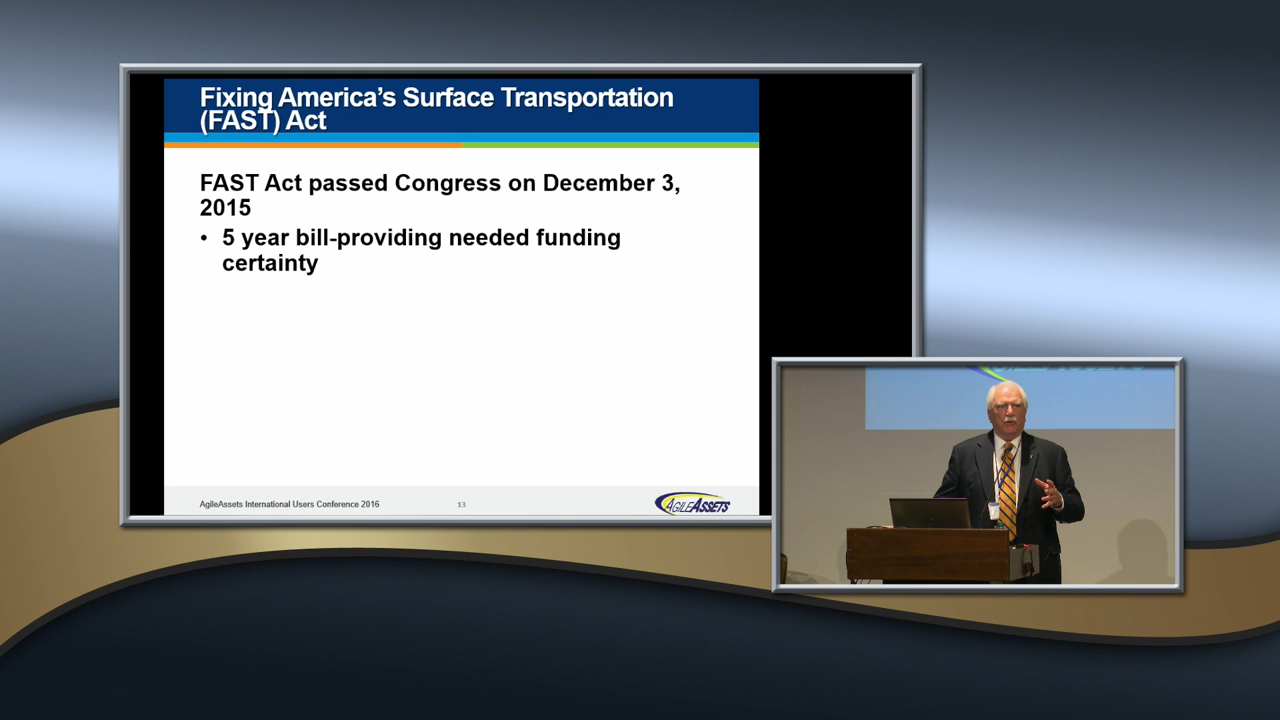 Fixing America's Surface Transportation
(FAST) Act
FAST Act passed Congress on December 3,
2015
• 5 year bill-providing needed funding
certainty
AgileAssets International Users Conference 2016
13
AGILEASSETS